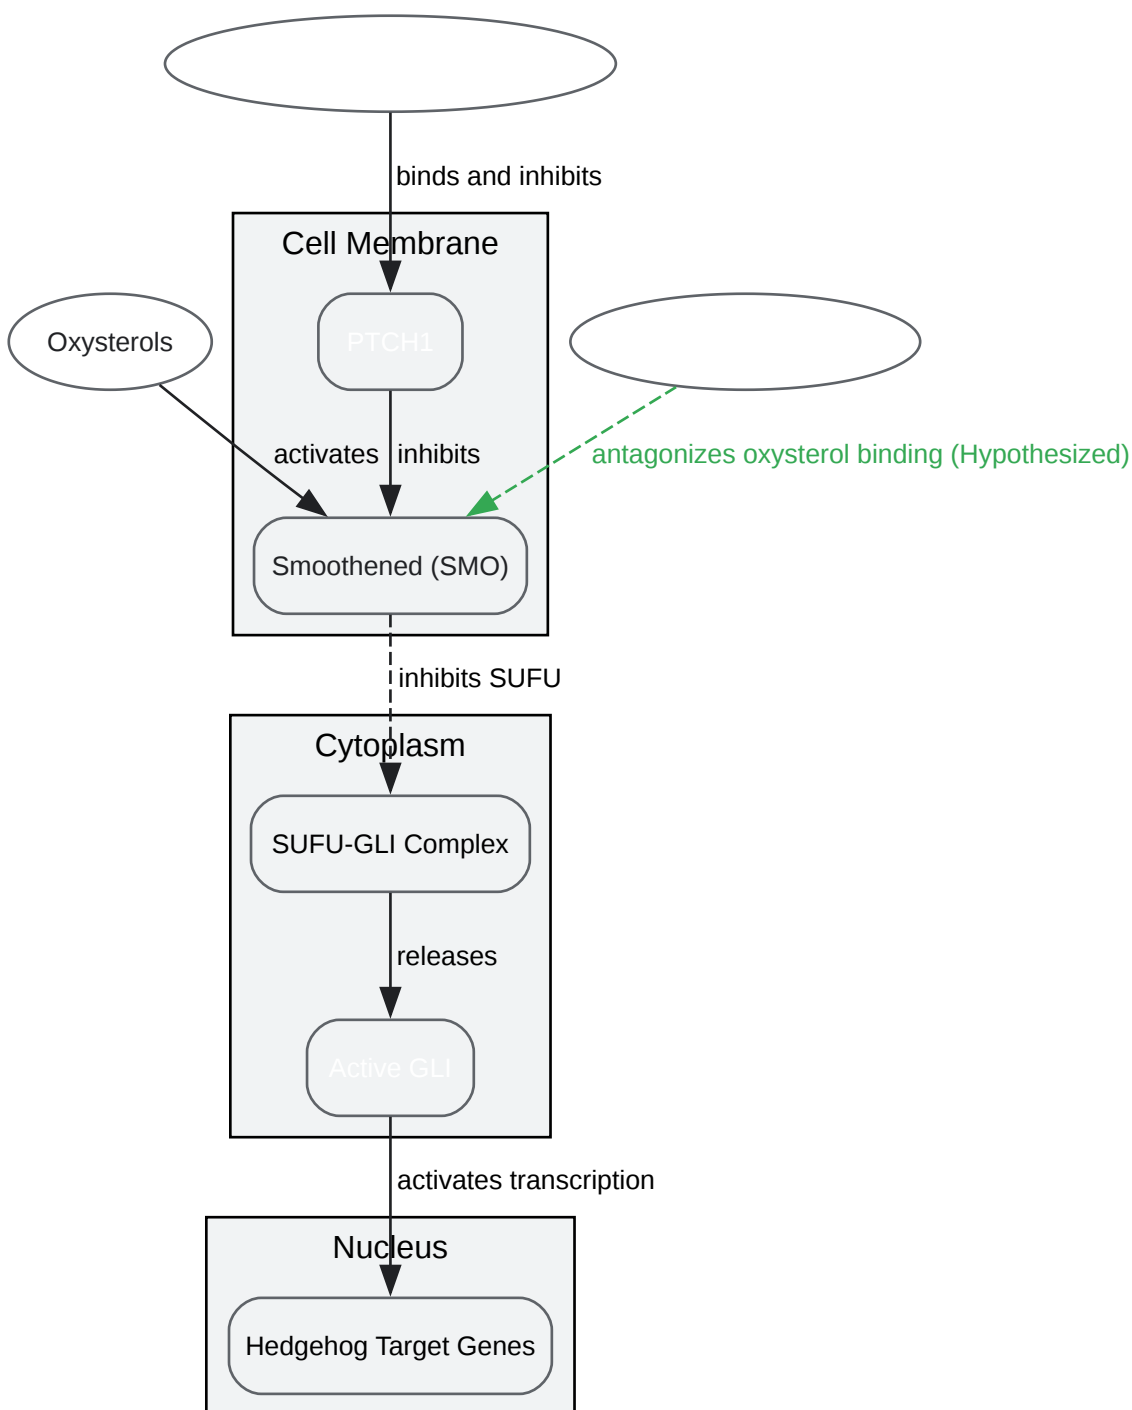 binds and inhibits
Cell Membrane
Oxysterols
PTCH1
activates
inhibits
antagonizes oxysterol binding (Hypothesized)
Smoothened (SMO)
inhibits SUFU
Cytoplasm
SUFU-GLI Complex
releases
Active GLI
activates transcription
Nucleus
Hedgehog Target Genes